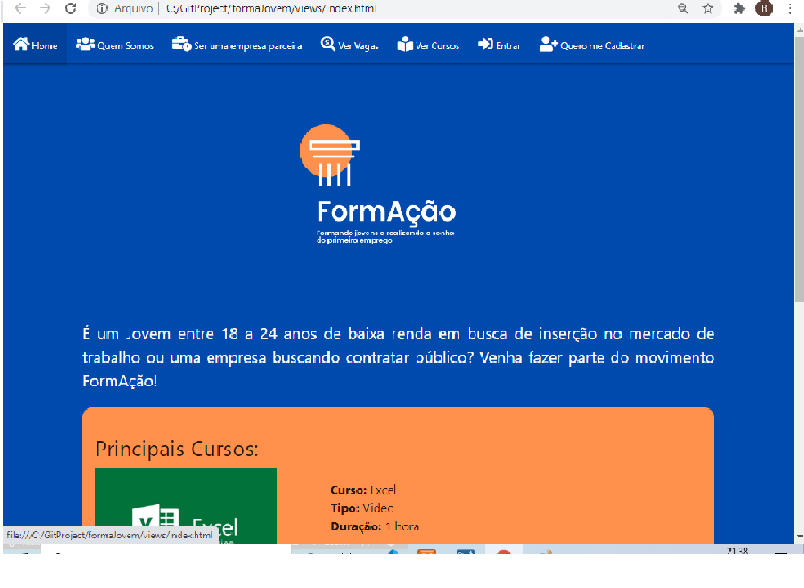 Arquivo | C:/GitProject/formaJovem/views/index.html
B
Home Quem Somos Ser uma empresa parceira Ver Vagas Ver Cursos Entrar Quero me Cadastrar
FormAção
Formando jovens e realizando o sonho
do primeiro emprego
É um Jovem entre 18 a 24 anos de baixa renda em busca de inserção no mercado de
trabalho ou uma empresa buscando contratar público? Venha fazer parte do movimento
FormAção!
Principais Cursos:
Curso: Excel
Tipo: Vídeo
Duração: 1 hora
Excel
file:///C:/GitProject/formaJovem/views/index.html
21:38